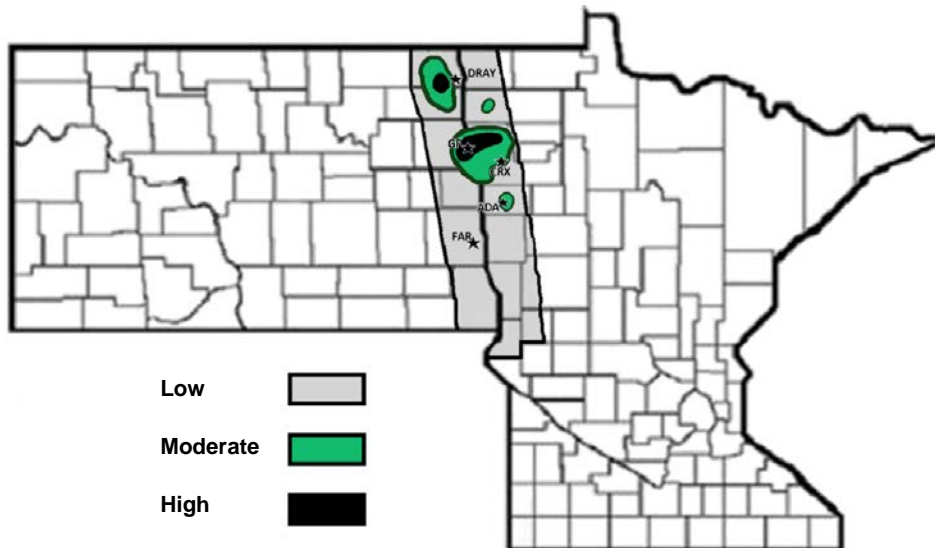 DRAY
GF
CRX
ADA
FAR
Low
Moderate
High